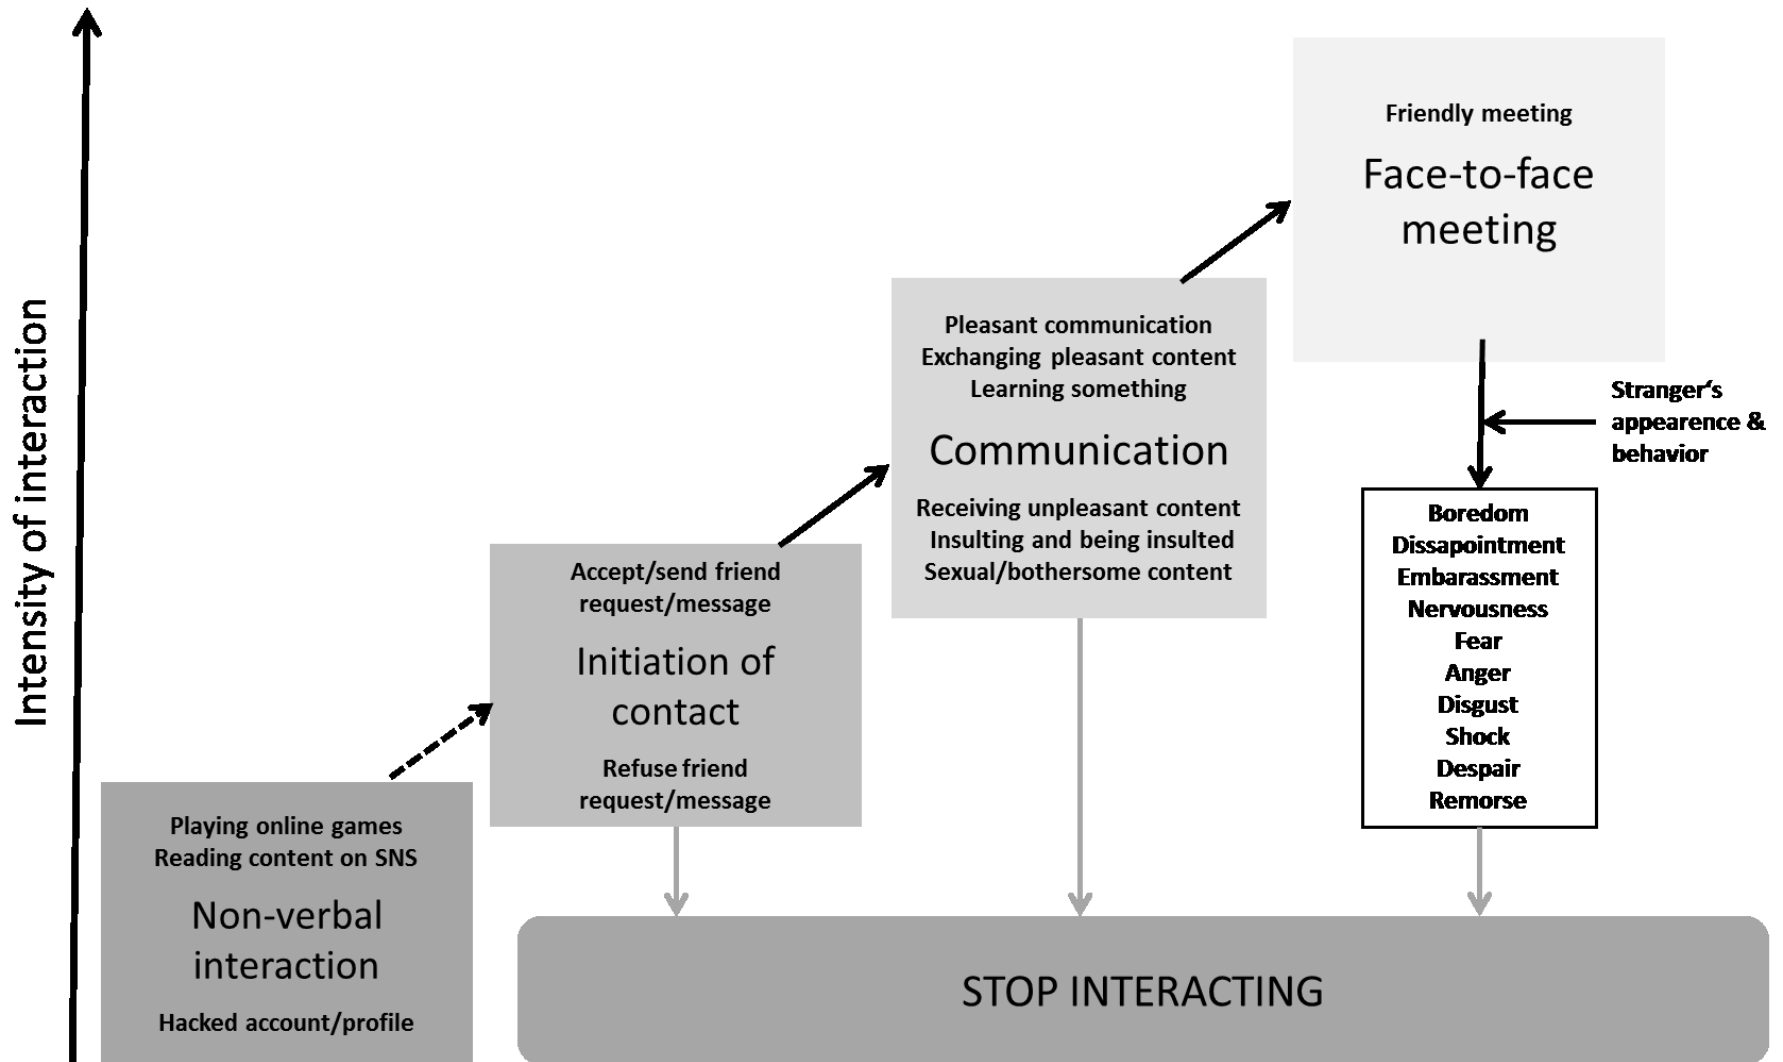 Intensity of interaction
Playing online games
Reading content on SNS
Non-verbal
interaction
Hacked account/profile
Accept/send friend
request/message
Initiation of
contact
Refuse friend
request/message
Pleasant communication
Exchanging pleasant content
Learning something
Communication
Receiving unpleasant content
Insulting and being insulted
Sexual/bothersome content
Friendly meeting
Face-to-face
meeting
Stranger‘s
appearence &
behavior
Boredom
Dissapointment
Embarassment
Nervousness
Fear
Anger
Disgust
Shock
Despair
Remorse
STOP INTERACTING